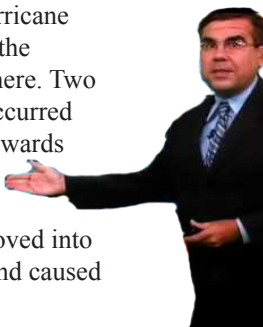 rricane
the
here. Two
ccurred
wards
oved into
nd caused